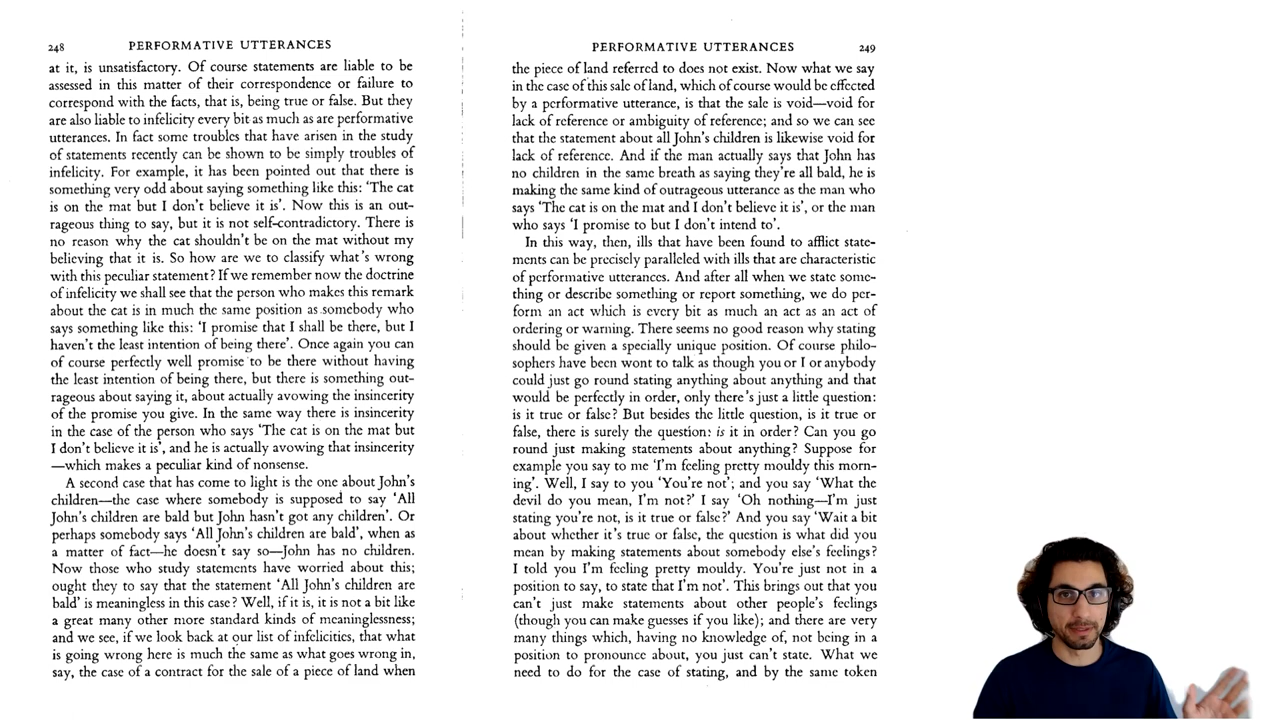 248 PERFORMATIVE UTTERANCES
at it, is unsatisfactory. Of course statements are liable to be
assessed in this matter of their correspondence or failure to
correspond with the facts, that is, being true or false. But they
are also liable to infelicity every bit as much as are performative
utterances. In fact some troubles that have arisen in the study
of statements recently can be shown to be simply troubles of
infelicity. For example, it has been pointed out that there is
something very odd about saying something like this: ‘The cat
is on the mat but I don’t believe it is’. Now this is an out-
rageous thing to say, but it is not self-contradictory. There is
no reason why the cat shouldn’t be on the mat without my
believing that it is. So how are we to classify what’s wrong
with this peculiar statement? If we remember now the doctrine
of infelicity we shall see that the person who makes this remark
about the cat is in much the same position as somebody who
says something like this: ‘I promise that I shall be there, but I
haven’t the least intention of being there’. Once again you can
of course perfectly well promise to be there without having
the least intention of being there, but there is something out-
rageous about saying it, about actually avowing the insincerity
of the promise you give. In the same way there is insincerity
in the case of the person who says ‘The cat is on the mat but
I don’t believe it is’, and he is actually avowing that insincerity
—which makes a peculiar kind of nonsense.
A second case that has come to light is the one about John’s
children—the case where somebody is supposed to say ‘All
John’s children are bald but John hasn’t got any children’. Or
perhaps somebody says ‘All John’s children are bald’, when as
a matter of fact—he doesn’t say so—John has no children.
Now those who study statements have worried about this;
ought they to say that the statement ‘All John’s children are
bald’ is meaningless in this case? Well, if it is, it is not a bit like
a great many other more standard kinds of meaninglessness;
and we see, if we look back at our list of infelicities, that what
is going wrong here is much the same as what goes wrong in,
say, the case of a contract for the sale of a piece of land when
PERFORMATIVE UTTERANCES 249
the piece of land referred to does not exist. Now what we say
in the case of this sale of land, which of course would be effected
by a performative utterance, is that the sale is void—void for
lack of reference or ambiguity of reference; and so we can see
that the statement about all John’s children is likewise void for
lack of reference. And if the man actually says that John has
no children in the same breath as saying they’re all bald, he is
making the same kind of outrageous utterance as the man who
says ‘The cat is on the mat and I don’t believe it is’, or the man
who says ‘I promise to but I don’t intend to’.
In this way, then, ills that have been found to afflict state-
ments can be precisely paralleled with ills that are characteristic
of performative utterances. And after all when we state some-
thing or describe something or report something, we do per-
form an act which is every bit as much an act as an act of
ordering or warning. There seems no good reason why stating
should be given a specially unique position. Of course philo-
sophers have been wont to talk as though you or I or anybody
could just go round stating anything about anything and that
would be perfectly in order, only there’s just a little question:
is it true or false? But besides the little question, is it true or
false, there is surely the question: is it in order? Can you go
round just making statements about anything? Suppose for
example you say to me ‘I’m feeling pretty mouldy this morn-
ing’. Well, I say to you ‘You’re not’; and you say ‘What the
devil do you mean, I’m not?’ I say ‘Oh nothing—I’m just
stating you’re not, is it true or false?’ And you say ‘Wait a bit
about whether it’s true or false, the question is what did you
mean by making statements about somebody else’s feelings?
I told you I’m feeling pretty mouldy. You’re just not in a
position to say, to state that I’m not’. This brings out that you
can’t just make statements about other people’s feelings
(though you can make guesses if you like); and there are very
many things which, having no knowledge of, not being in a
position to pronounce about, you just can’t state. What we
need to do for the case of stating, and by the same token